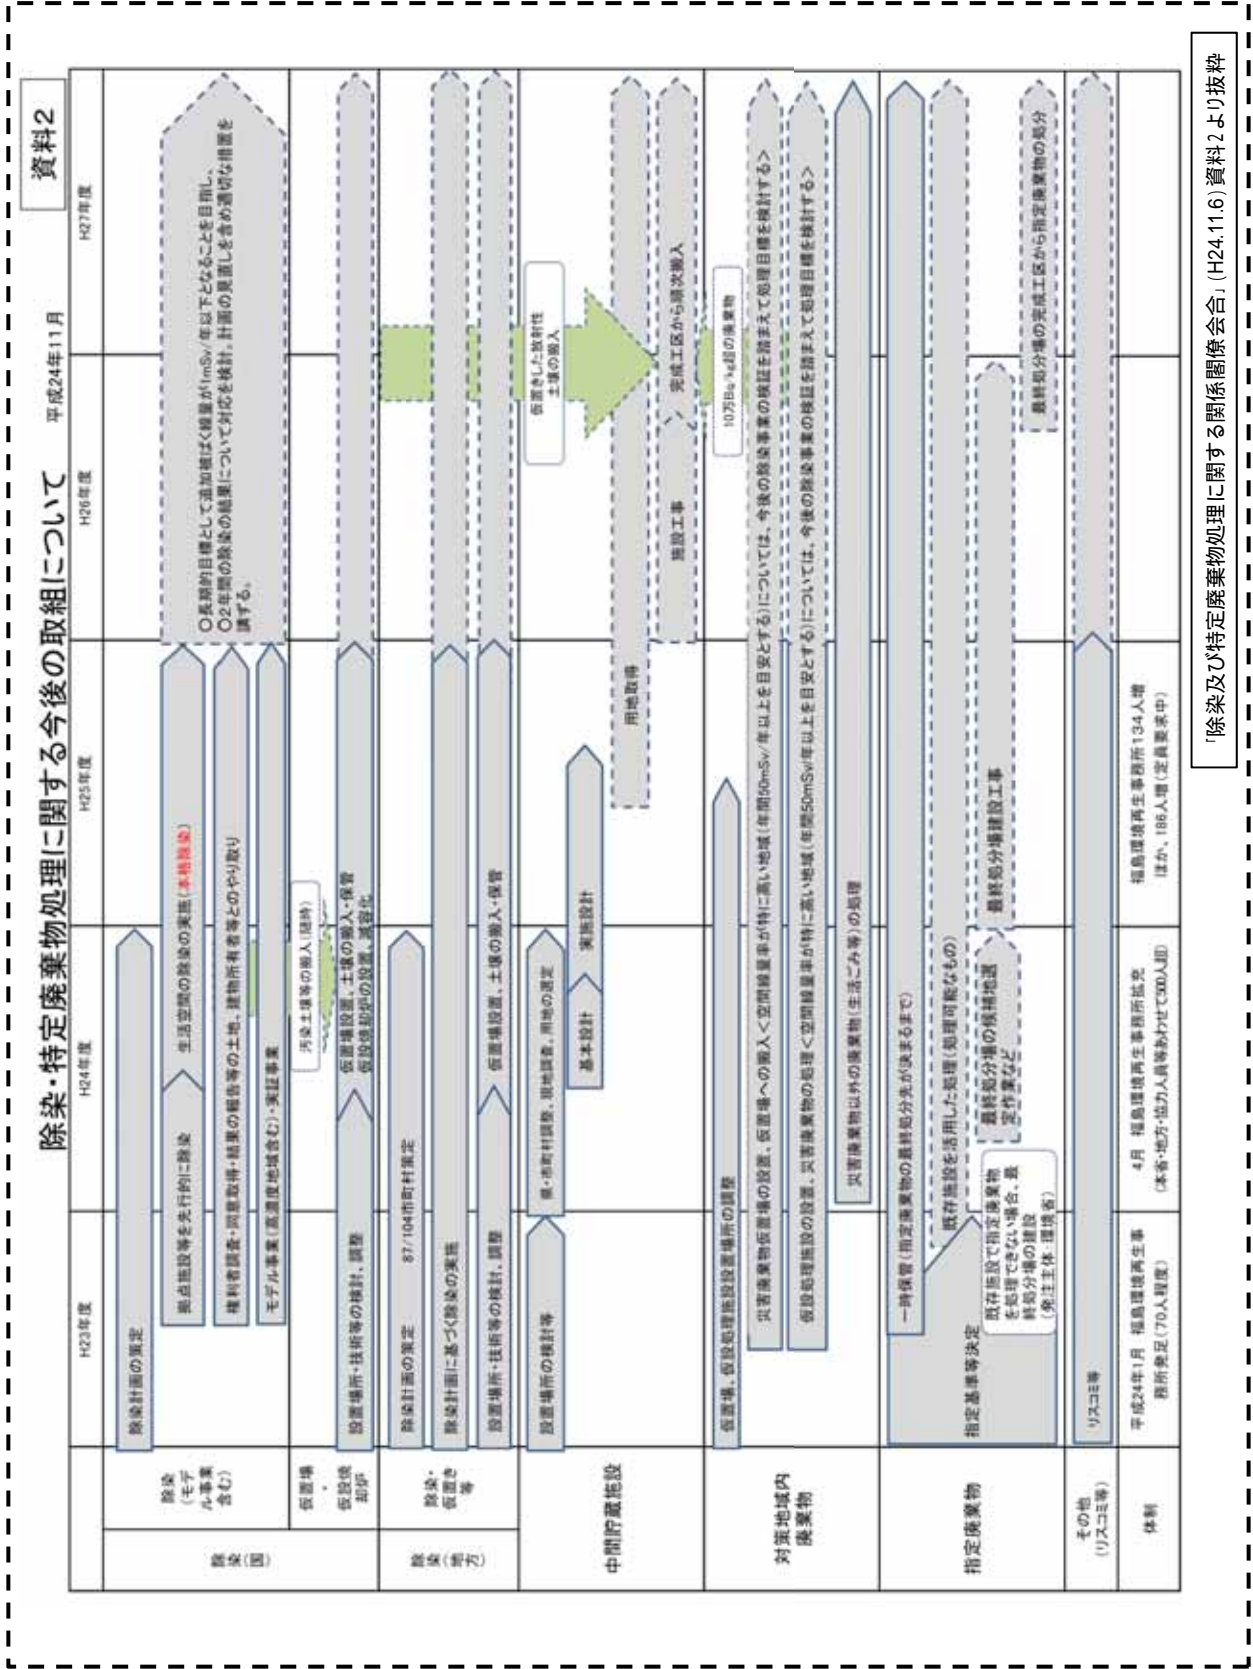 資料2
除染・特定廃棄物処理に関する今後の取組について
平成24年11月
H23年度
H24年度
H25年度
H26年度
H27年度
除染(国)
除染
(モデ
ル事業
含む)
除染計画の策定
拠点施設等を先行的に除染
生活空間の除染の実施(本格除染)
権利者調査・同意取得・結果の報告等の土地、建物所有者等とのやり取り
モデル事業(高濃度地域含む)・実証事業
○長期的目標として追加被ばく線量が1mSv/年以下となることを目指し、
○2年間の除染の結果について対応を検討、計画の見直しを含め適切な措置を
講ずる。
仮置場
・
仮設焼
却炉
汚染土壌等の搬入(随時)
設置場所・技術等の検討、調整
仮置場設置、土壌の搬入・保管
仮設焼却炉の設置、減容化
除染(地方)
除染・
仮置き
等
除染計画の策定
87/104市町村策定
除染計画に基づく除染の実施
設置場所・技術等の検討、調整
仮置場設置、土壌の搬入・保管
中間貯蔵施設
設置場所の検討等
県・市町村調整、現地調査、用地の選定
基本設計
実施設計
用地取得
仮置きした放射性
土壌の搬入
施設工事
完成工区から順次搬入
対策地域内
廃棄物
10万Bq/kg超の廃棄物
仮置場、仮設処理施設設置場所の調整
災害廃棄物仮置場の設置、仮置場への搬入<空間線量率が特に高い地域(年間50mSv/年以上を目安とする)については、今後の除染事業の検証を踏まえて処理目標を検討する>
仮設処理施設の設置、災害廃棄物の処理<空間線量率が特に高い地域(年間50mSv/年以上を目安とする)については、今後の除染事業の検証を踏まえて処理目標を検討する>
災害廃棄物以外の廃棄物(生活ごみ等)の処理
指定廃棄物
一時保管(指定廃棄物の最終処分先が決まるまで)
既存施設を活用した処理(処理可能なもの)
指定基準等決定
既存施設で指定廃棄物
を処理できない場合、最
終処分場の建設
(発注主体:環境省)
最終処分場の候補地選
定作業など
最終処分場建設工事
最終処分場の完成工区から指定廃棄物の処分
その他
(リスコミ等)
リスコミ等
体制
平成24年1月 福島環境再生事
務所発足(70人程度)
4月 福島環境再生事務所拡充
(本省・地方・協力人員等あわせて300人超)
福島環境再生事務所134人増
ほか、186人増(定員要求中)
「除染及び特定廃棄物処理に関する関係閣僚会合」(H24.11.6)資料2より抜粋